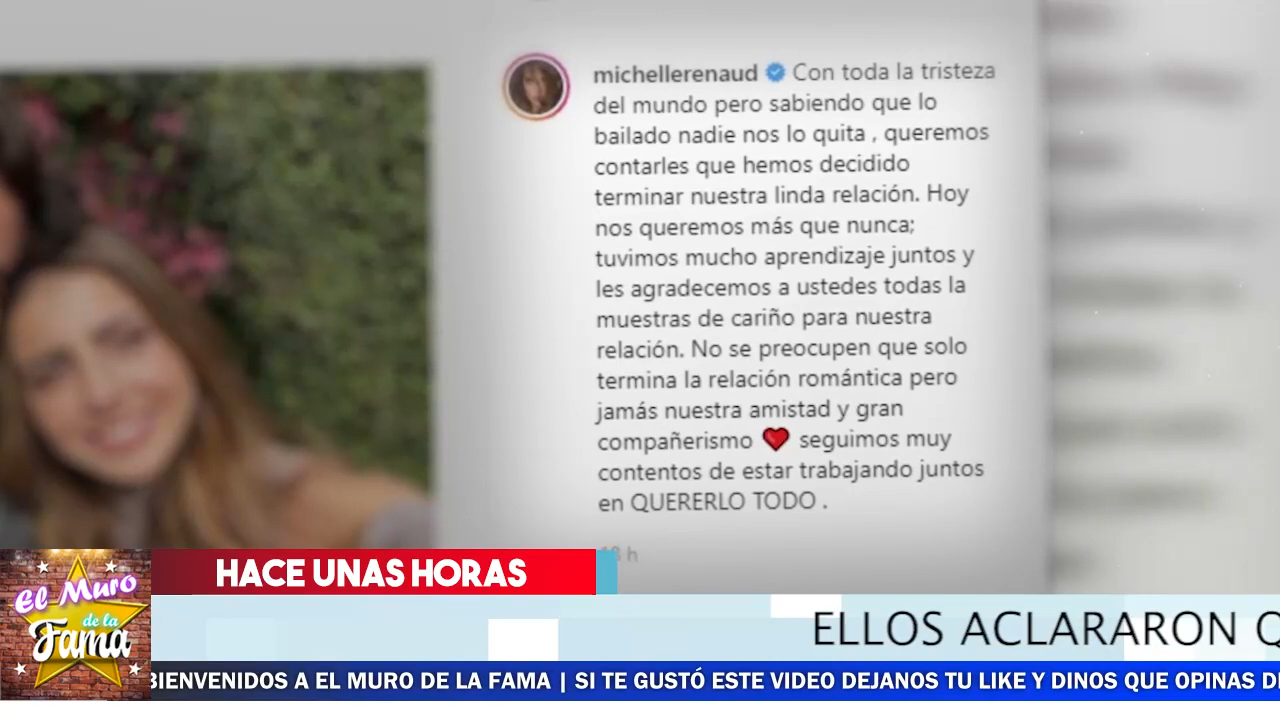 michellerenaud Con toda la tristeza
del mundo pero sabiendo que lo
bailado nadie nos lo quita , queremos
contarles que hemos decidido
terminar nuestra linda relación. Hoy
nos queremos más que nunca;
tuvimos mucho aprendizaje juntos y
les agradecemos a ustedes todas la
muestras de cariño para nuestra
relación. No se preocupen que solo
termina la relación romántica pero
jamás nuestra amistad y gran
compañerismo ❤️ seguimos muy
contentos de estar trabajando juntos
en QUERERLO TODO .
HACE UNAS HORAS
El Muro
de la
Fama
ELLOS ACLARARON Q
BIENVENIDOS A EL MURO DE LA FAMA | SI TE GUSTÓ ESTE VIDEO DEJANOS TU LIKE Y DINOS QUE OPINAS